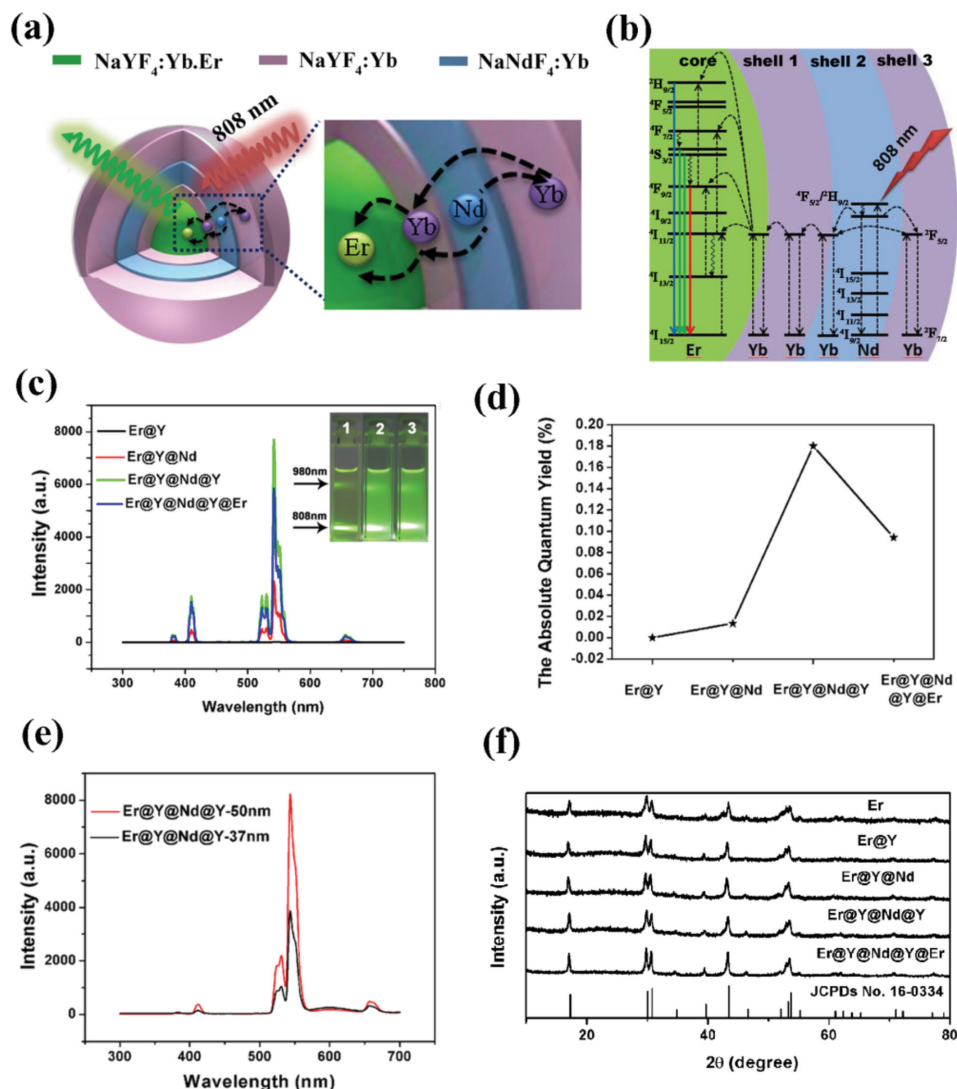 (a)
NaYF4:Yb.Er
NaYF4:Yb
NaNdF4:Yb
808 nm
Er
Yb
Nd
Yb
(b)
core
shell 1
shell 2
shell 3
808 nm
²H9/2
⁴F5/2
⁴F7/2
⁴S3/2
⁴F9/2
⁴I9/2
⁴I11/2
⁴I13/2
⁴I15/2
⁴F5/2/²H9/2
²F5/2
⁴I15/2
⁴I13/2
⁴I11/2
⁴I9/2
²F7/2
Er
Yb
Yb
Yb
Nd
Yb
(c)
Intensity (a.u.)
8000
6000
4000
2000
0
Er@Y
Er@Y@Nd
Er@Y@Nd@Y
Er@Y@Nd@Y@Er
1 2 3
980nm
808nm
300 400 500 600 700 800
Wavelength (nm)
(d)
The Absolute Quantum Yield (%)
0.20
0.18
0.16
0.14
0.12
0.10
0.08
0.06
0.04
0.02
0.00
-0.02
Er@Y
Er@Y@Nd
Er@Y@Nd@Y
Er@Y@Nd
@Y@Er
(e)
Intensity (a.u.)
8000
6000
4000
2000
0
Er@Y@Nd@Y-50nm
Er@Y@Nd@Y-37nm
300 400 500 600 700
Wavelength (nm)
(f)
Intensity (a.u.)
Er
Er@Y
Er@Y@Nd
Er@Y@Nd@Y
Er@Y@Nd@Y@Er
JCPDs No. 16-0334
20 40 60 80
2θ (degree)